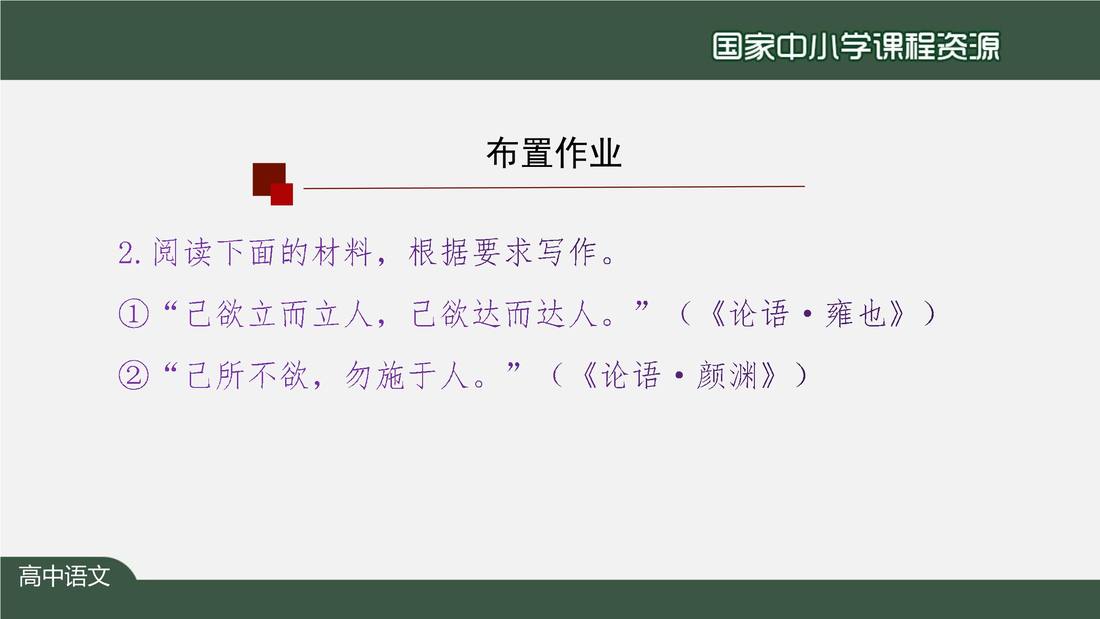 国家中小学课程资源
布置作业
2.阅读下面的材料，根据要求写作。
①“己欲立而立人，己欲达而达人。”（《论语·雍也》）
②“己所不欲，勿施于人。”（《论语·颜渊》）
高中语文